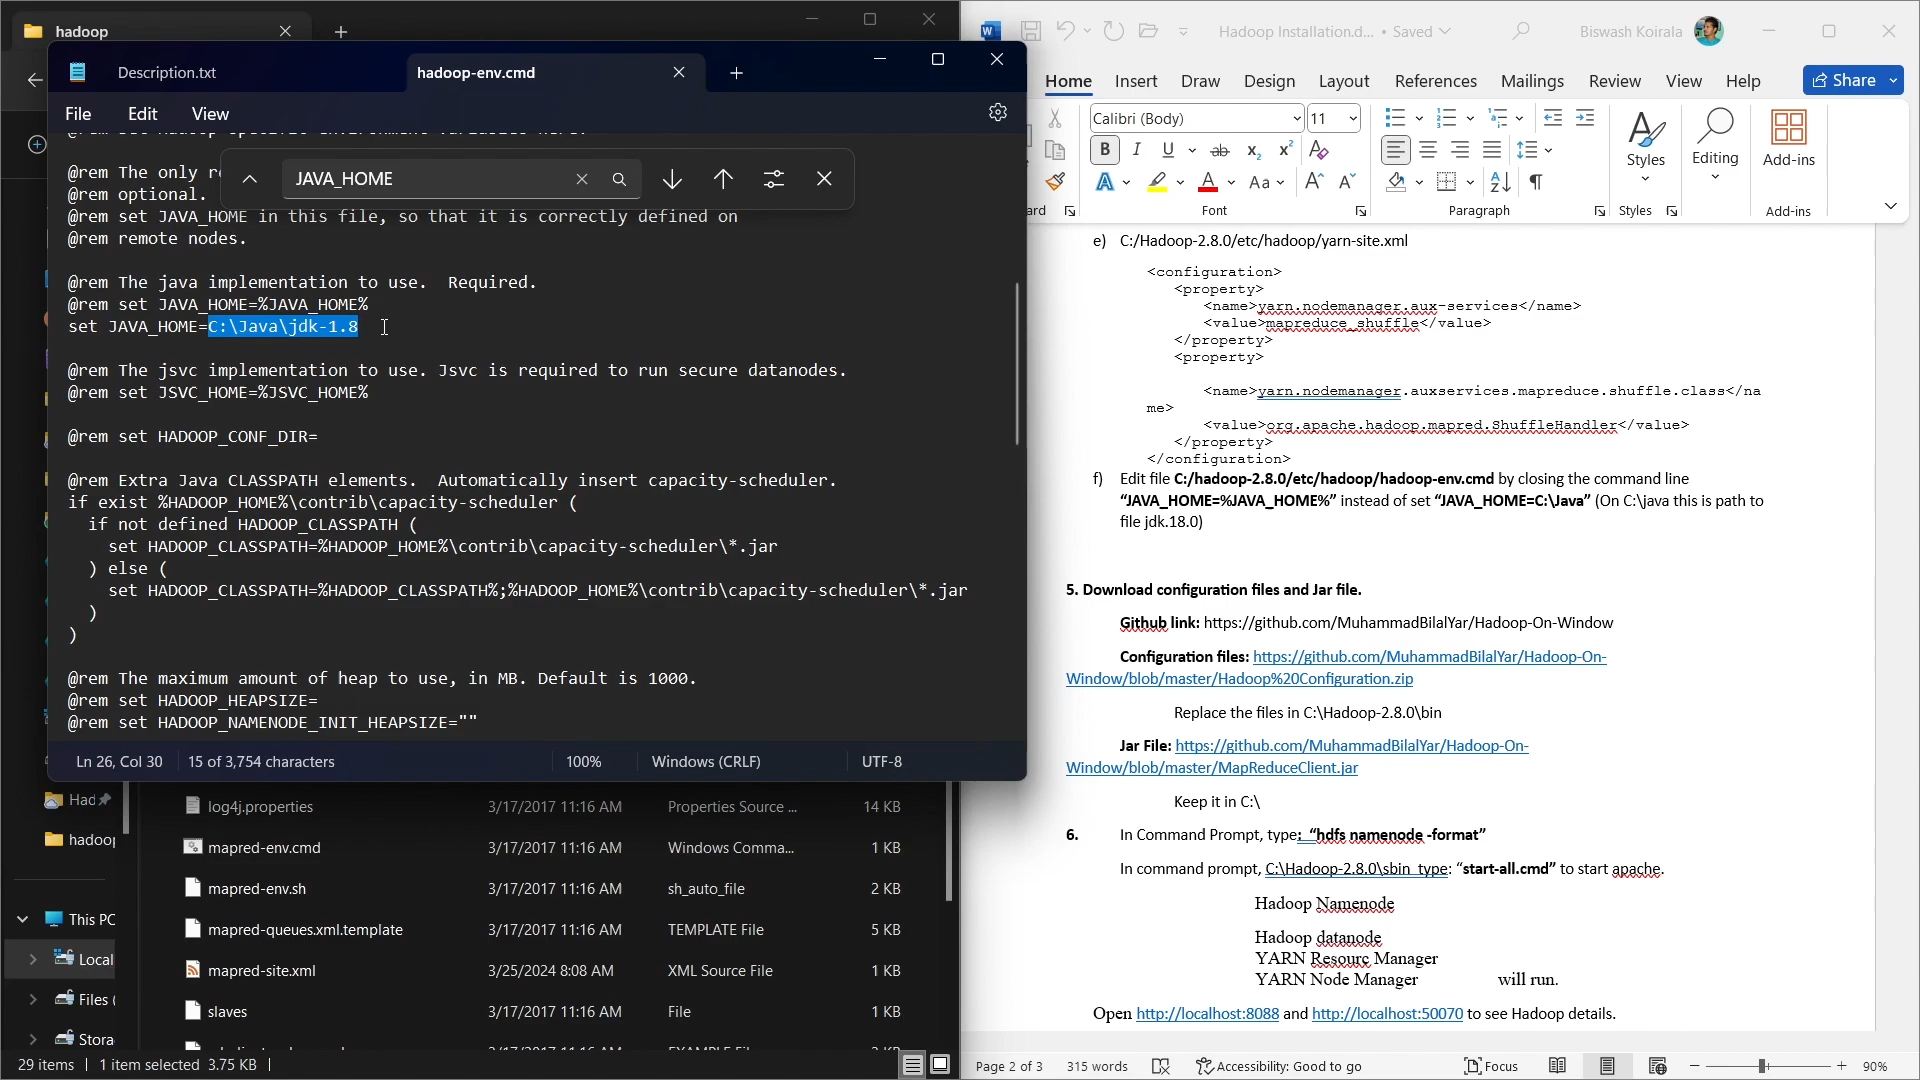 hadoop
Description.txt
hadoop-env.cmd
File Edit View
JAVA_HOME
@rem optional.
@rem set JAVA_HOME in this file, so that it is correctly defined on
@rem remote nodes.
@rem The java implementation to use.  Required.
@rem set JAVA_HOME=%JAVA_HOME%
set JAVA_HOME=C:\Java\jdk-1.8
@rem The jsvc implementation to use. Jsvc is required to run secure datanodes.
@rem set JSVC_HOME=%JSVC_HOME%
@rem set HADOOP_CONF_DIR=
@rem Extra Java CLASSPATH elements.  Automatically insert capacity-scheduler.
if exist %HADOOP_HOME%\contrib\capacity-scheduler (
  if not defined HADOOP_CLASSPATH (
    set HADOOP_CLASSPATH=%HADOOP_HOME%\contrib\capacity-scheduler\*.jar
  ) else (
    set HADOOP_CLASSPATH=%HADOOP_CLASSPATH%;%HADOOP_HOME%\contrib\capacity-scheduler\*.jar
  )
)
@rem The maximum amount of heap to use, in MB. Default is 1000.
@rem set HADOOP_HEAPSIZE=
@rem set HADOOP_NAMENODE_INIT_HEAPSIZE=""
Ln 26, Col 30 15 of 3,754 characters 100% Windows (CRLF) UTF-8
log4j.properties 3/17/2017 11:16 AM Properties Source ... 14 KB
mapred-env.cmd 3/17/2017 11:16 AM Windows Comma... 1 KB
mapred-env.sh 3/17/2017 11:16 AM sh_auto_file 2 KB
mapred-queues.xml.template 3/17/2017 11:16 AM TEMPLATE File 5 KB
mapred-site.xml 3/25/2024 8:08 AM XML Source File 1 KB
slaves 3/17/2017 11:16 AM File 1 KB
Had
hadoop
This PC
Local
Files (
Stora
29 items 1 item selected 3.75 KB
Hadoop Installation.d... • Saved
Biswash Koirala
Home Insert Draw Design Layout References Mailings Review View Help Share
Calibri (Body) 11
Styles Editing Add-ins
Font Paragraph Styles Add-ins
e) C:/Hadoop-2.8.0/etc/hadoop/yarn-site.xml
<configuration>
<property>
<name>yarn.nodemanager.aux-services</name>
<value>mapreduce_shuffle</value>
</property>
<property>
<name>yarn.nodemanager.auxservices.mapreduce.shuffle.class</na
me>
<value>org.apache.hadoop.mapred.ShuffleHandler</value>
</property>
</configuration>
f) Edit file C:/hadoop-2.8.0/etc/hadoop/hadoop-env.cmd by closing the command line
“JAVA_HOME=%JAVA_HOME%” instead of set “JAVA_HOME=C:\Java” (On C:\java this is path to
file jdk.18.0)
5. Download configuration files and Jar file.
Github link: https://github.com/MuhammadBilalYar/Hadoop-On-Window
Configuration files: https://github.com/MuhammadBilalYar/Hadoop-On-
Window/blob/master/Hadoop%20Configuration.zip
Replace the files in C:\Hadoop-2.8.0\bin
Jar File: https://github.com/MuhammadBilalYar/Hadoop-On-
Window/blob/master/MapReduceClient.jar
Keep it in C:\
6. In Command Prompt, type: “hdfs namenode -format”
In command prompt, C:\Hadoop-2.8.0\sbin type: “start-all.cmd” to start apache.
Hadoop Namenode
Hadoop datanode
YARN Resourc Manager
YARN Node Manager will run.
Open http://localhost:8088 and http://localhost:50070 to see Hadoop details.
Page 2 of 3 315 words Accessibility: Good to go Focus 90%